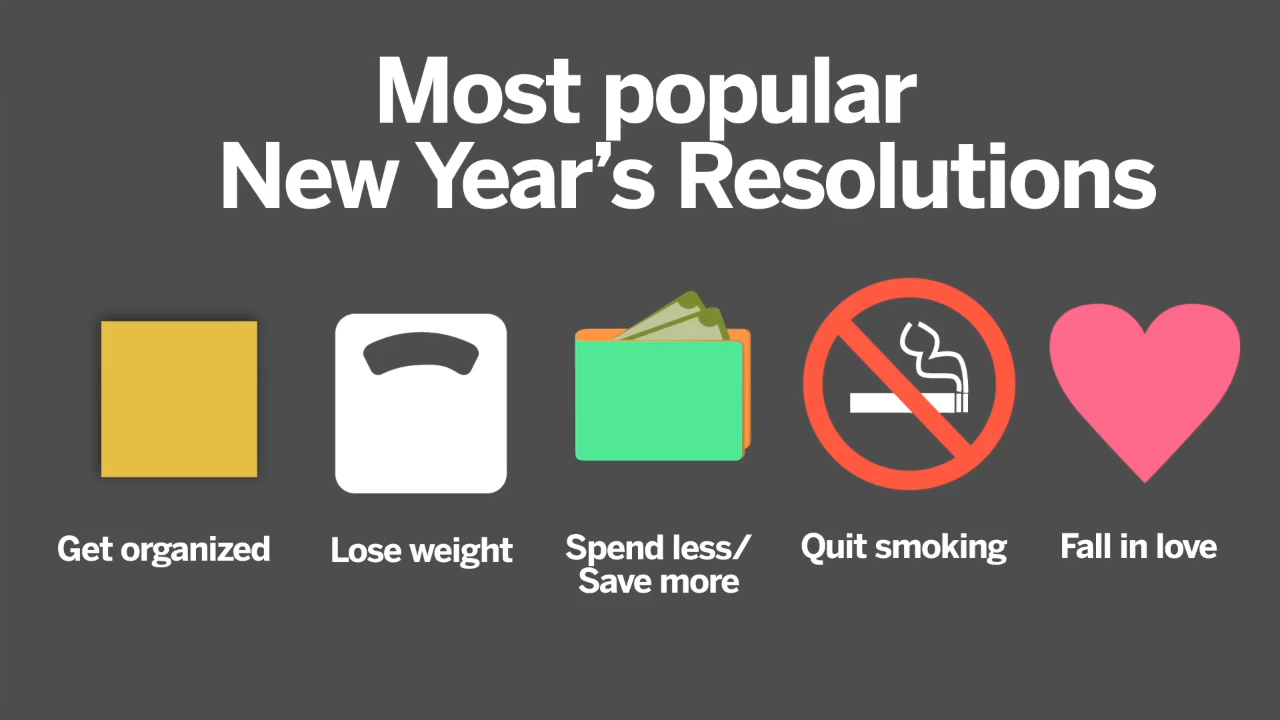 Most popular
New Year's Resolutions
Get organized
Lose weight
Spend less/
Save more
Quit smoking
Fall in love